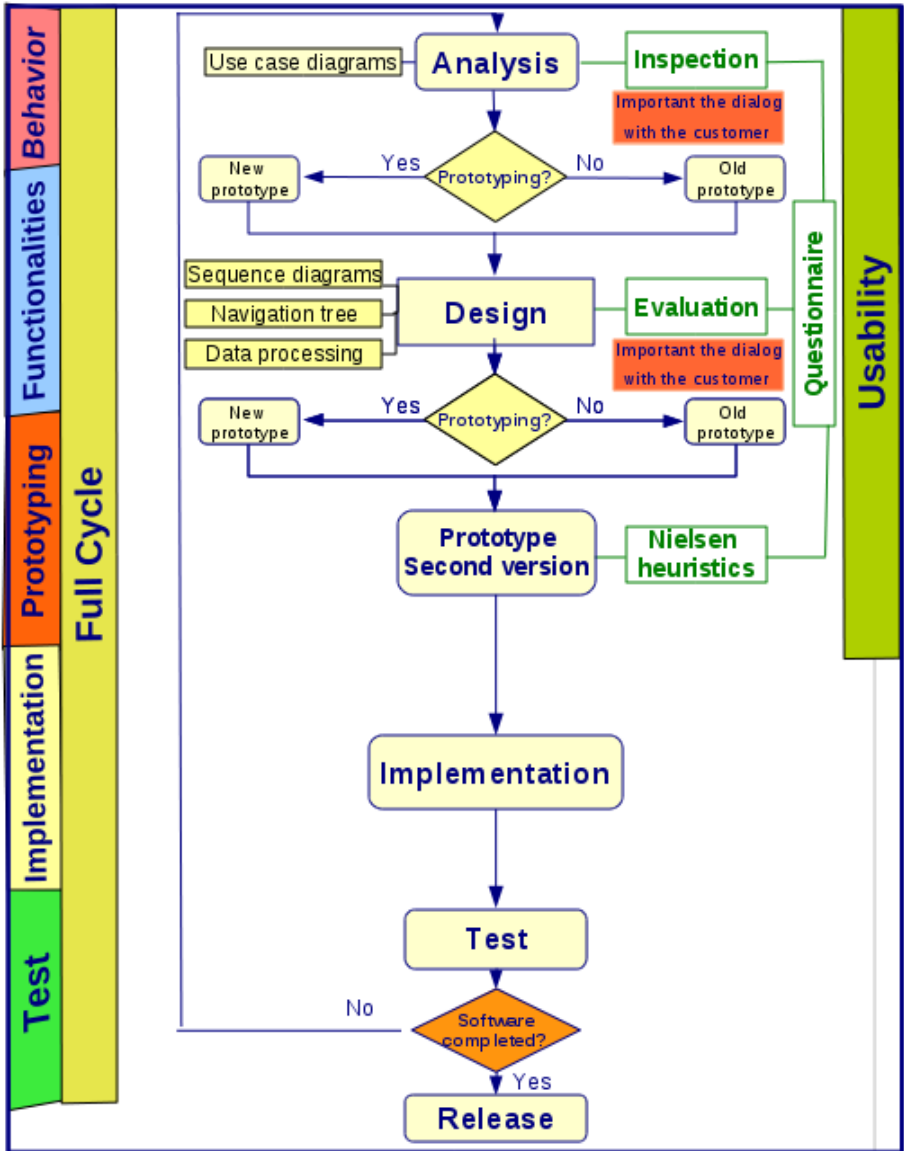 Behavior
Functionalities
Prototyping
Implementation
Test
Full Cycle
Use case diagrams
Analysis
Inspection
Important the dialog
with the customer
New
prototype
Yes
Prototyping?
No
Old
prototype
Sequence diagrams
Navigation tree
Data processing
Design
Evaluation
Important the dialog
with the customer
Questionnaire
Usability
New
prototype
Yes
Prototyping?
No
Old
prototype
Prototype
Second version
Nielsen
heuristics
Implementation
Test
No
Software
completed?
Yes
Release